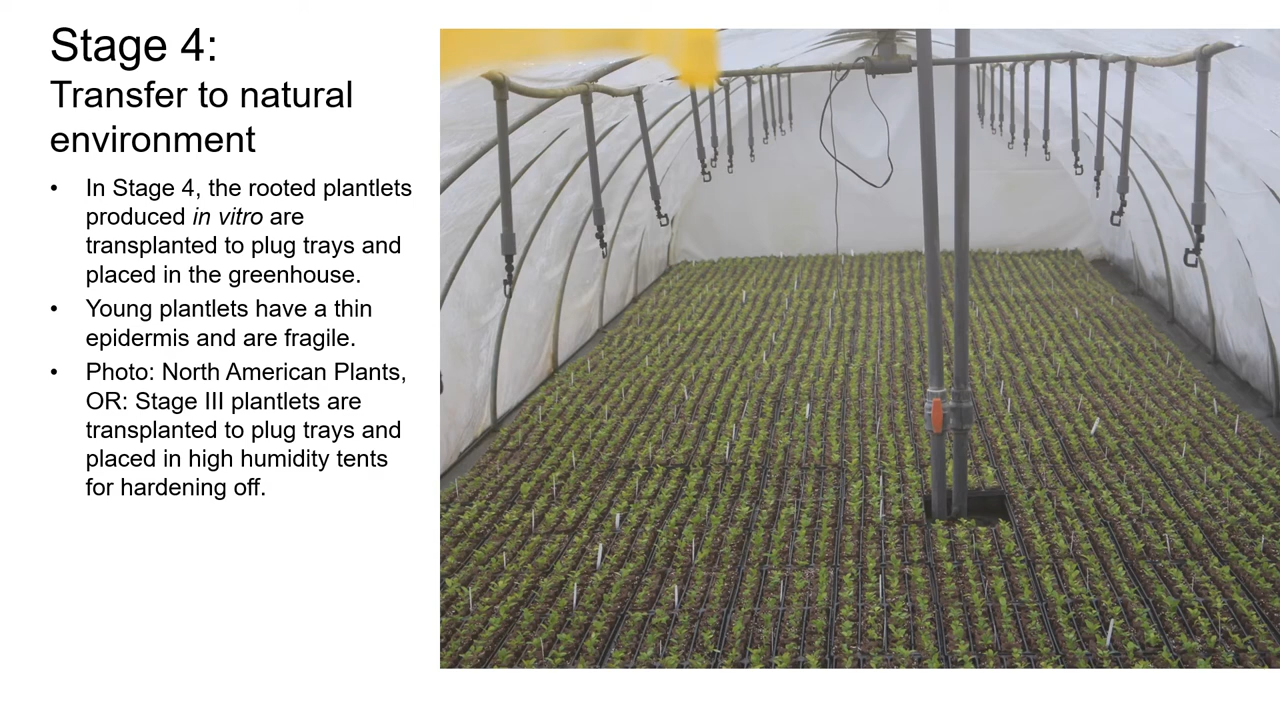 Stage 4:
Transfer to natural
environment
• In Stage 4, the rooted plantlets
produced in vitro are
transplanted to plug trays and
placed in the greenhouse.
• Young plantlets have a thin
epidermis and are fragile.
• Photo: North American Plants,
OR: Stage III plantlets are
transplanted to plug trays and
placed in high humidity tents
for hardening off.